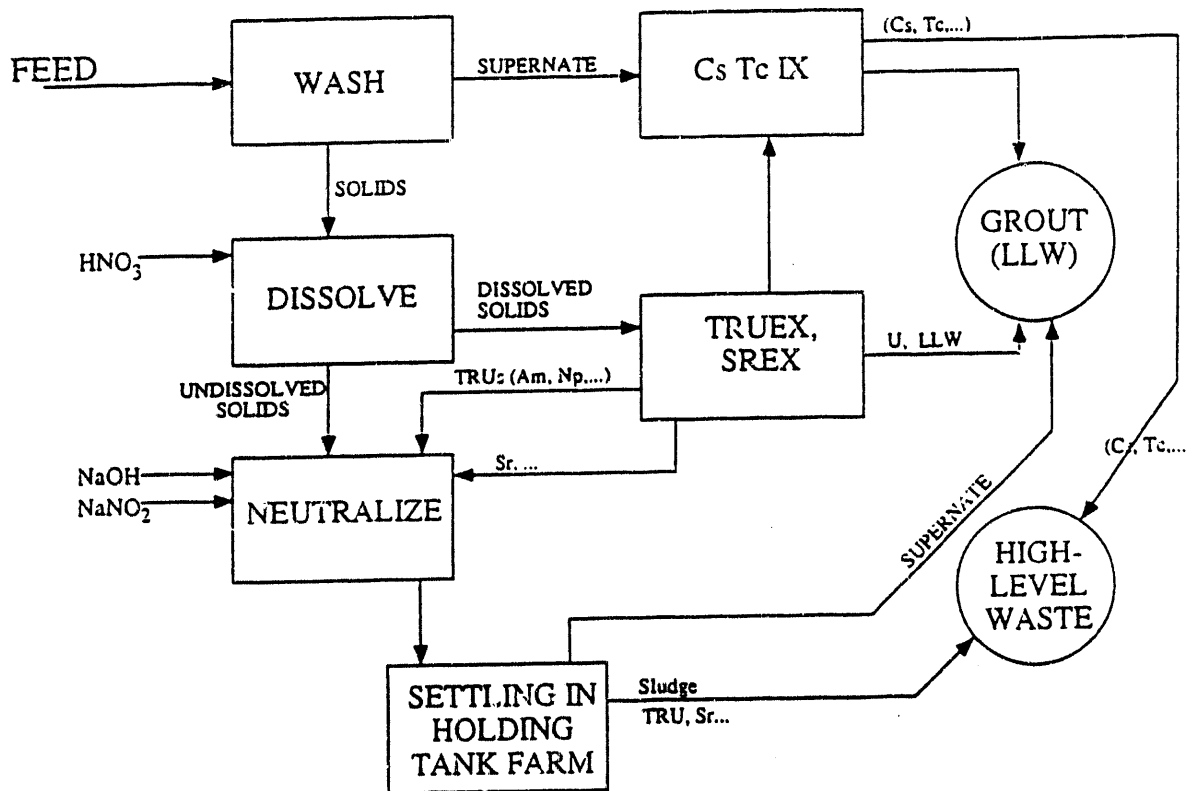 (Cs, Tc,...)
FEED
WASH
SUPERNATE
Cs Tc IX
SOLIDS
GROUT
(LLW)
HNO3
DISSOLVE
DISSOLVED
SOLIDS
TRUEX,
SREX
U, LLW
UNDISSOLVED
SOLIDS
TRUs (Am, Np,...)
(Cs, Tc,...
NaOH
NaNO2
NEUTRALIZE
Sr, ...
SUPERNATE
HIGH-
LEVEL
WASTE
SETTLING IN
HOLDING
TANK FARM
Sludge
TRU, Sr...